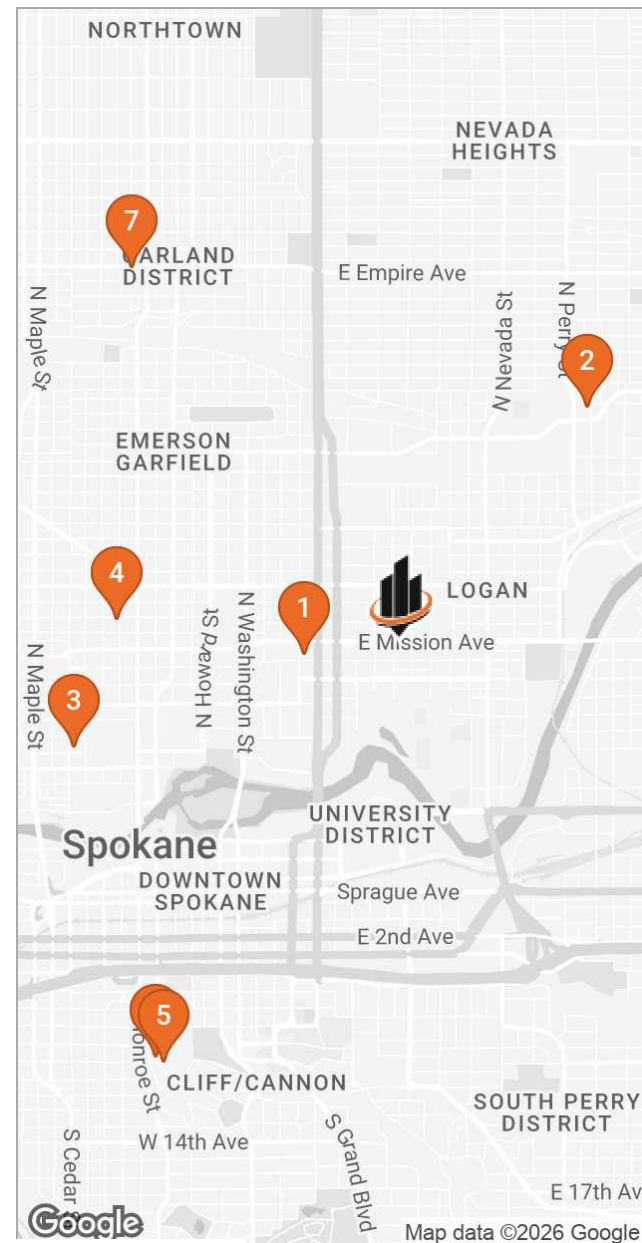 NORTHTOWN
NEVADA
HEIGHTS
7
GARLAND
DISTRICT
E Empire Ave
N Maple St
N Nevada St
N Perry St
2
EMERSON
GARFIELD
4
1
LOGAN
N Howard St
N Washington St
E Mission Ave
N Maple St
3
UNIVERSITY
DISTRICT
Spokane
DOWNTOWN
SPOKANE
Sprague Ave
E 2nd Ave
5
Monroe St
CLIFF/CANNON
SOUTH PERRY
DISTRICT
W 14th Ave
S Cedar St
S Grand Blvd
E 17th Av
Google
Map data ©2026 Google